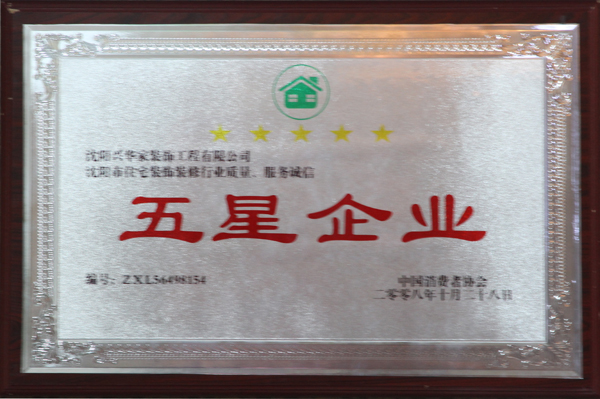 沈阳兴华家装饰工程有限公司
沈阳市住宅装饰装修行业质量、服务诚信
五星企业
编号：ZXL56498154
中国消费者协会
二零零八年十月二十八日